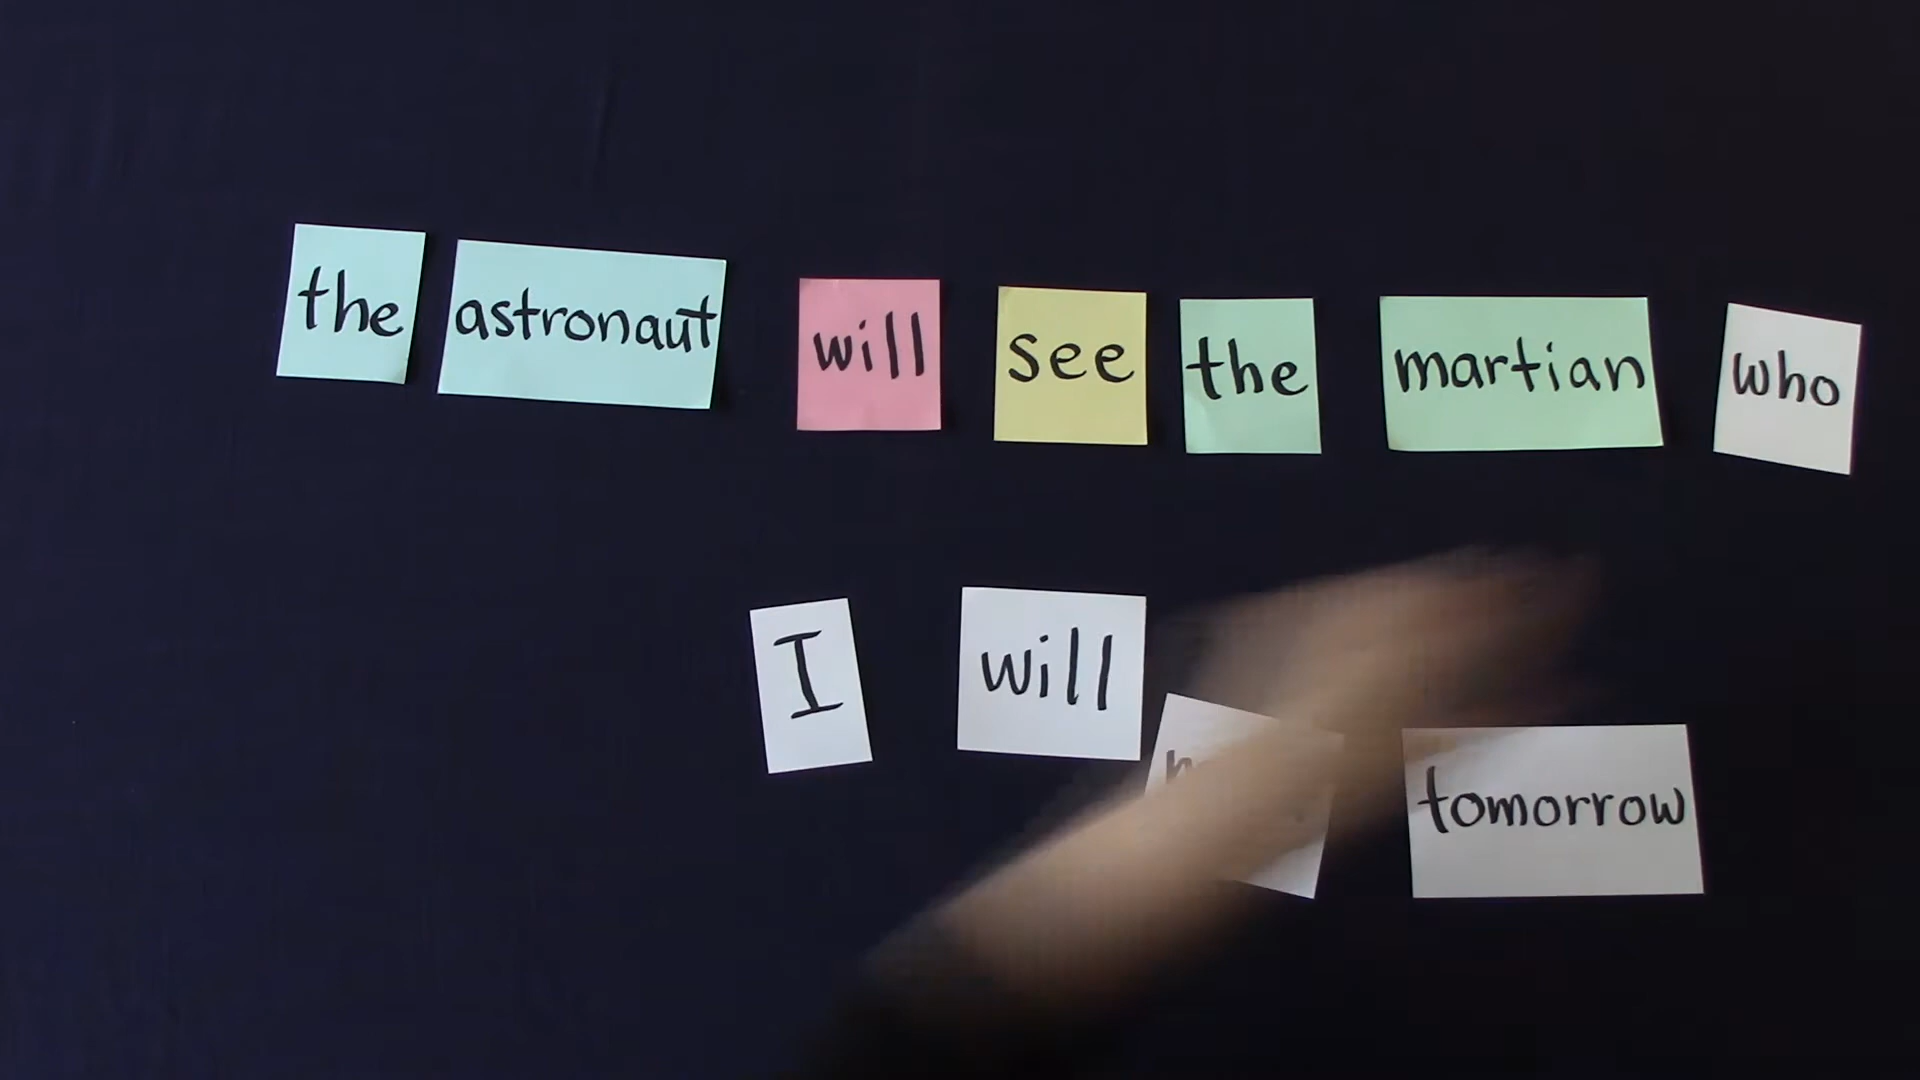 the astronaut will see the martian who
I will tomorrow